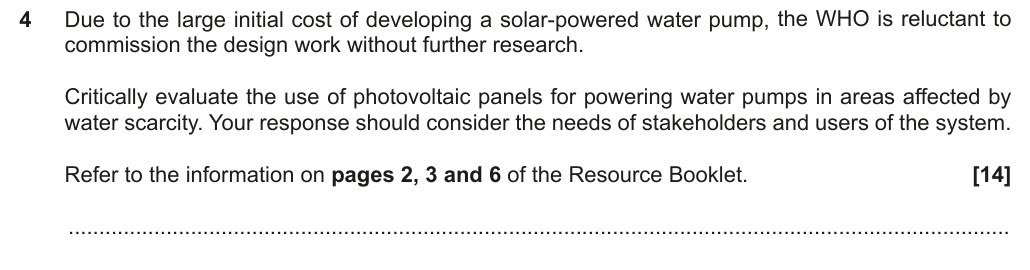 4 Due to the large initial cost of developing a solar-powered water pump, the WHO is reluctant to
commission the design work without further research.
Critically evaluate the use of photovoltaic panels for powering water pumps in areas affected by
water scarcity. Your response should consider the needs of stakeholders and users of the system.
Refer to the information on pages 2, 3 and 6 of the Resource Booklet. [14]